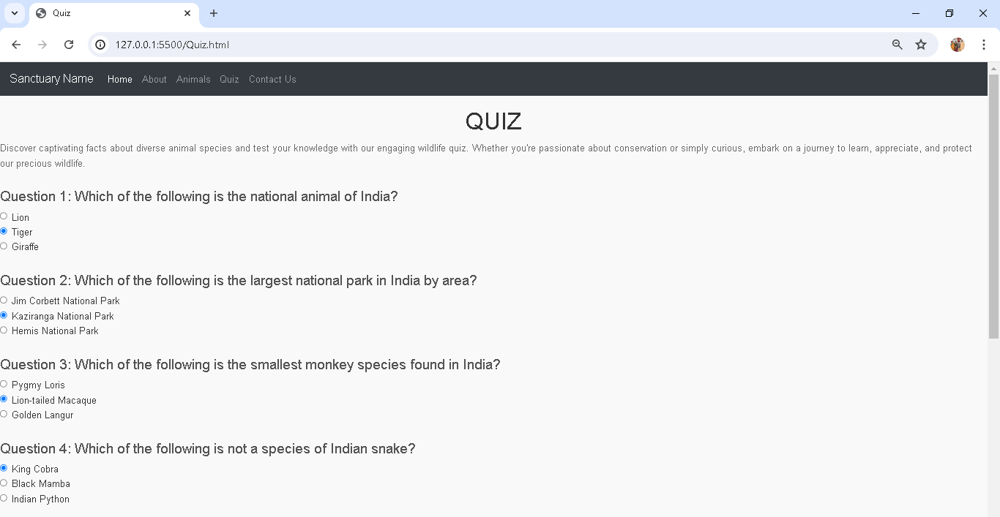 Quiz
127.0.0.1:5500/Quiz.html
Sanctuary Name Home About Animals Quiz Contact Us
QUIZ
Discover captivating facts about diverse animal species and test your knowledge with our engaging wildlife quiz. Whether you're passionate about conservation or simply curious, embark on a journey to learn, appreciate, and protect
our precious wildlife.
Question 1: Which of the following is the national animal of India?
Lion
Tiger
Giraffe
Question 2: Which of the following is the largest national park in India by area?
Jim Corbett National Park
Kaziranga National Park
Hemis National Park
Question 3: Which of the following is the smallest monkey species found in India?
Pygmy Loris
Lion-tailed Macaque
Golden Langur
Question 4: Which of the following is not a species of Indian snake?
King Cobra
Black Mamba
Indian Python